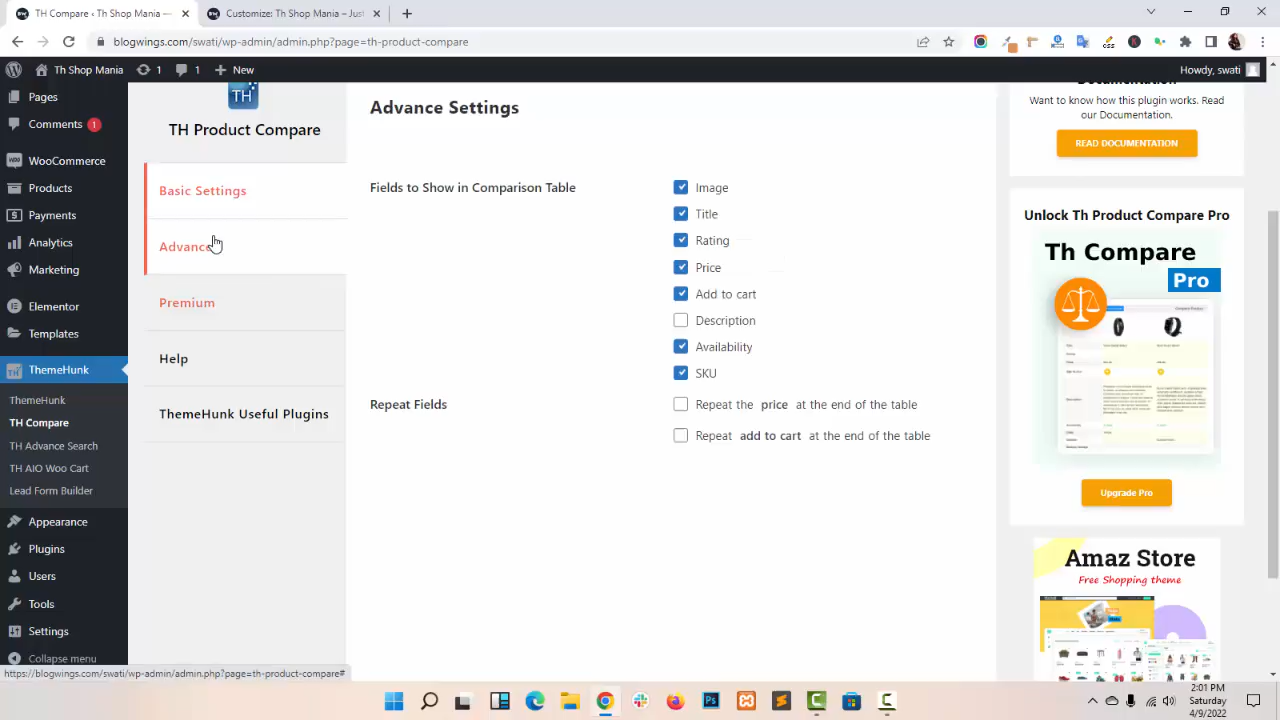 TH Compare ‹ Th Shop Mania —
Customize: Th Shop Mania – Just
blogwings.com/swati/wp-admin/admin.php?page=th-product-compare
Th Shop Mania
1
1
New
Howdy, swati
Pages
Comments 1
WooCommerce
Products
Payments
Analytics
Marketing
Elementor
Templates
ThemeHunk
ThemeHunk
TH Compare
TH Advance Search
TH AIO Woo Cart
Lead Form Builder
Appearance
Plugins
Users
Tools
Settings
Collapse menu
https://blogwings.com/swati/wp-admin/admin.php?page=th-product-compare#
TH
TH Product Compare
Basic Settings
Advance
Premium
Help
ThemeHunk Useful Plugins
Advance Settings
Fields to Show in Comparison Table
Image
Title
Rating
Price
Add to cart
Description
Availability
SKU
Repeat Fields
Repeat the price at the end of the table
Repeat add to cart at the end of the table
Documentation
Want to know how this plugin works. Read
our Documentation.
READ DOCUMENTATION
Unlock Th Product Compare Pro
Th Compare
Pro
Upgrade Pro
Amaz Store
Free Shopping theme
2:01 PM
Saturday
4/9/2022